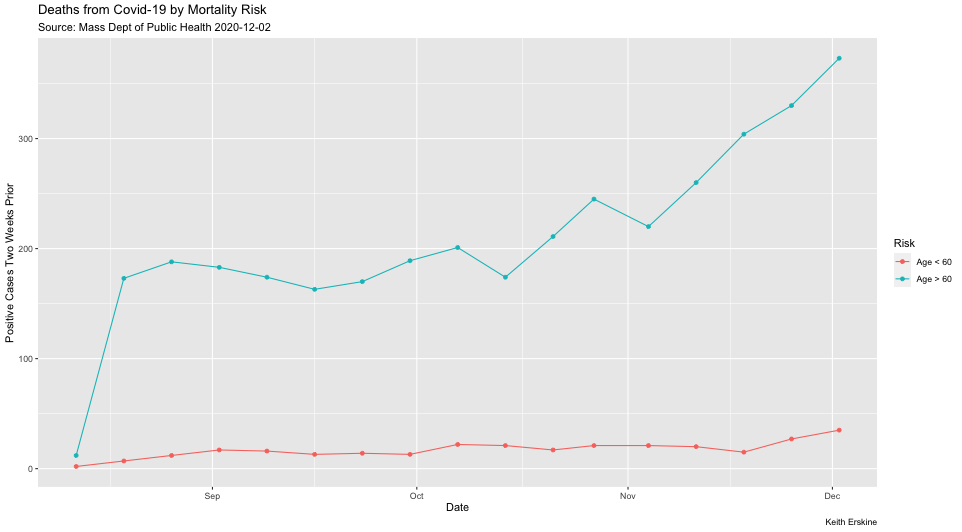 Deaths from Covid-19 by Mortality Risk
Source: Mass Dept of Public Health 2020-12-02
Positive Cases Two Weeks Prior
300
200
100
0
Sep
Oct
Nov
Dec
Date
Risk
Age < 60
Age > 60
Keith Erskine